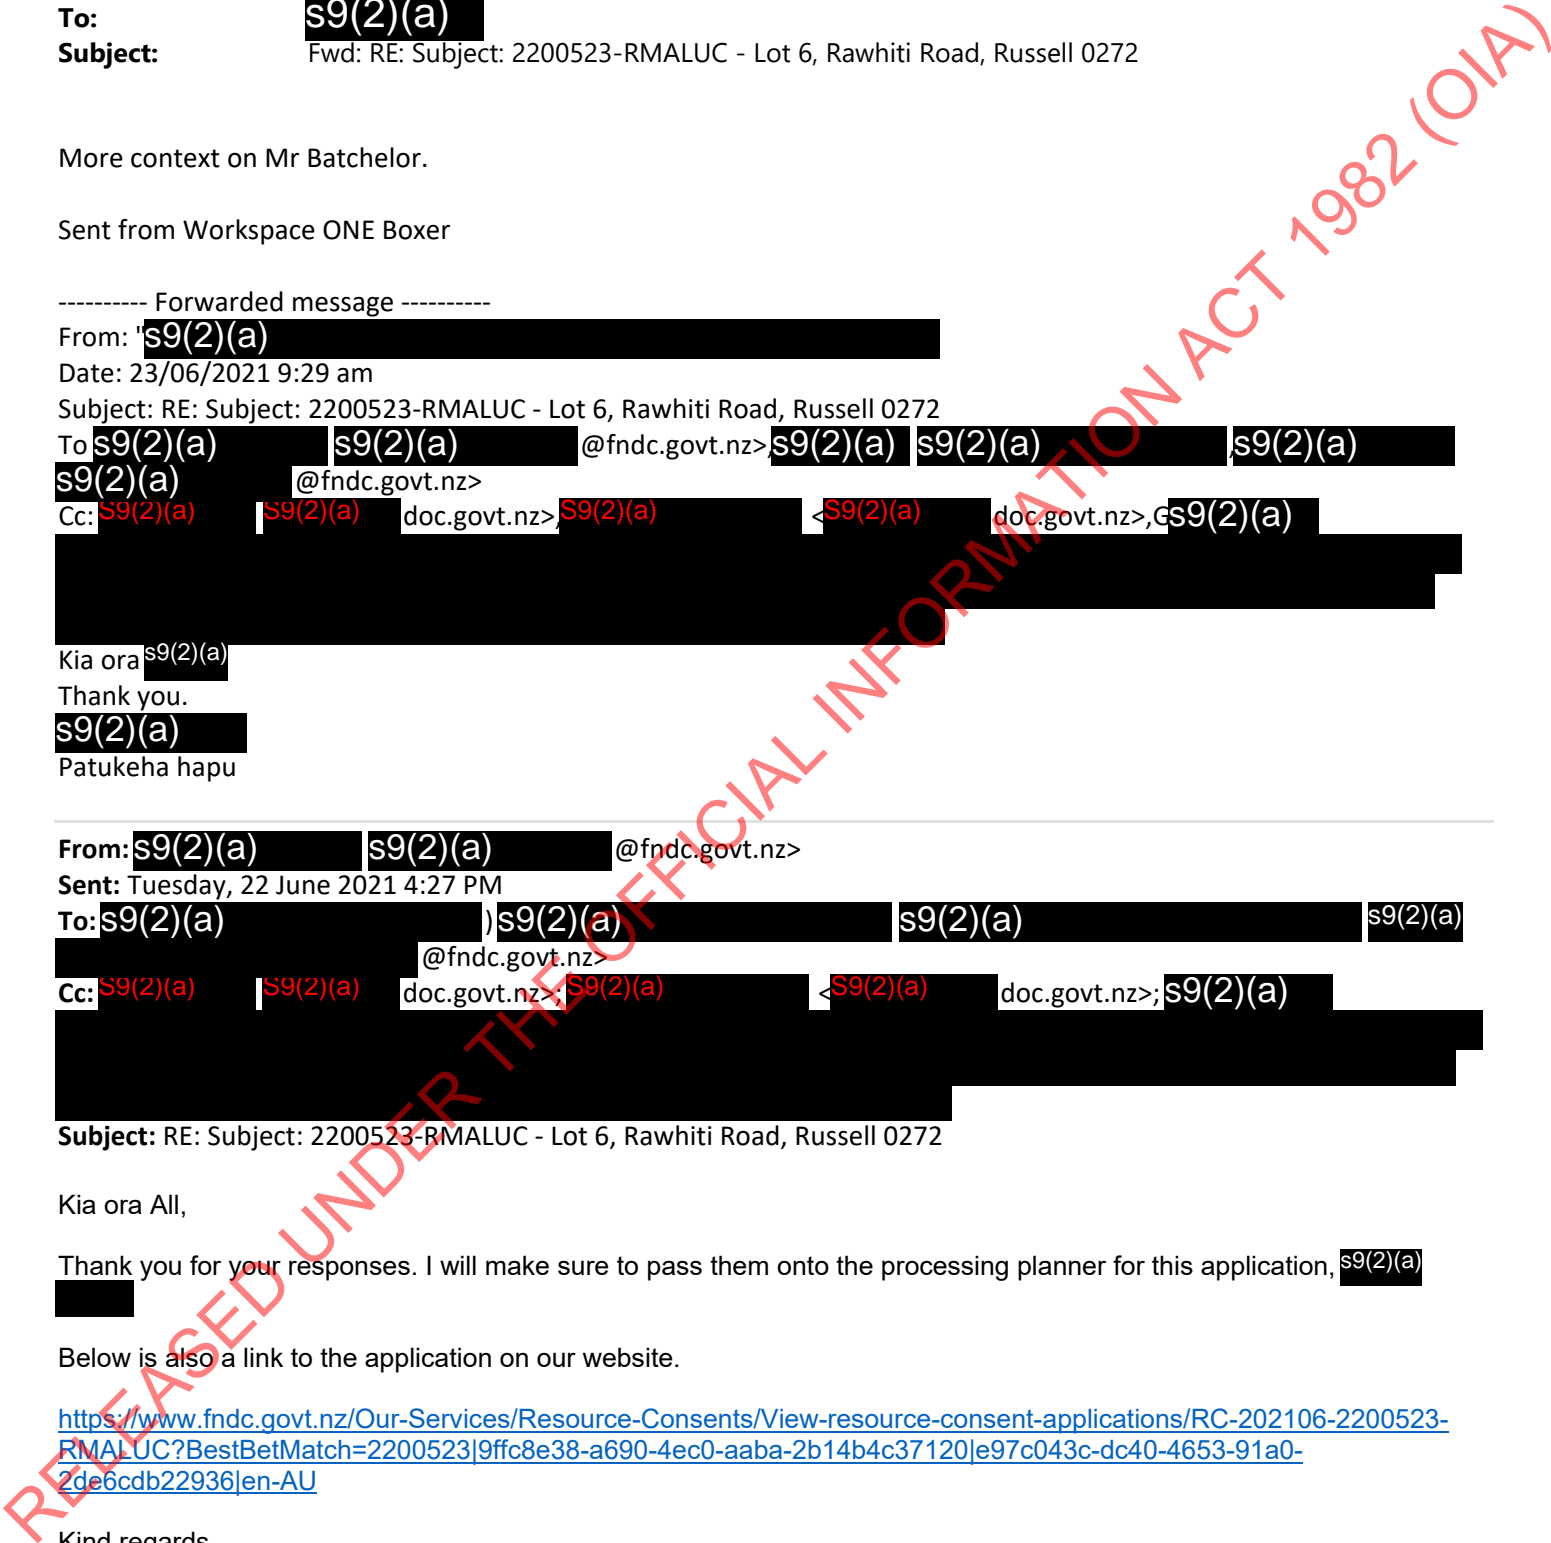 To: s9(2)(a)
Subject: Fwd: RE: Subject: 2200523-RMALUC - Lot 6, Rawhiti Road, Russell 0272
More context on Mr Batchelor.
Sent from Workspace ONE Boxer
---------- Forwarded message ----------
From: "s9(2)(a)
Date: 23/06/2021 9:29 am
Subject: RE: Subject: 2200523-RMALUC - Lot 6, Rawhiti Road, Russell 0272
To s9(2)(a) s9(2)(a) @fndc.govt.nz>,s9(2)(a) s9(2)(a) ,s9(2)(a)
s9(2)(a) @fndc.govt.nz>
Cc: S9(2)(a) S9(2)(a) doc.govt.nz>,S9(2)(a) <S9(2)(a) doc.govt.nz>,Gs9(2)(a)
Kia ora s9(2)(a)
Thank you.
s9(2)(a)
Patukeha hapu
From: s9(2)(a) s9(2)(a) @fndc.govt.nz>
Sent: Tuesday, 22 June 2021 4:27 PM
To: s9(2)(a) ) s9(2)(a) s9(2)(a) s9(2)(a)
@fndc.govt.nz>
Cc: S9(2)(a) S9(2)(a) doc.govt.nz>; S9(2)(a) <S9(2)(a) doc.govt.nz>; s9(2)(a)
Subject: RE: Subject: 2200523-RMALUC - Lot 6, Rawhiti Road, Russell 0272
Kia ora All,
Thank you for your responses. I will make sure to pass them onto the processing planner for this application, s9(2)(a)
Below is also a link to the application on our website.
https://www.fndc.govt.nz/Our-Services/Resource-Consents/View-resource-consent-applications/RC-202106-2200523-
RMALUC?BestBetMatch=2200523|9ffc8e38-a690-4ec0-aaba-2b14b4c37120|e97c043c-dc40-4653-91a0-
2de6cdb22936|en-AU
Kind regards
RELEASED UNDER THE OFFICIAL INFORMATION ACT 1982 (OIA)